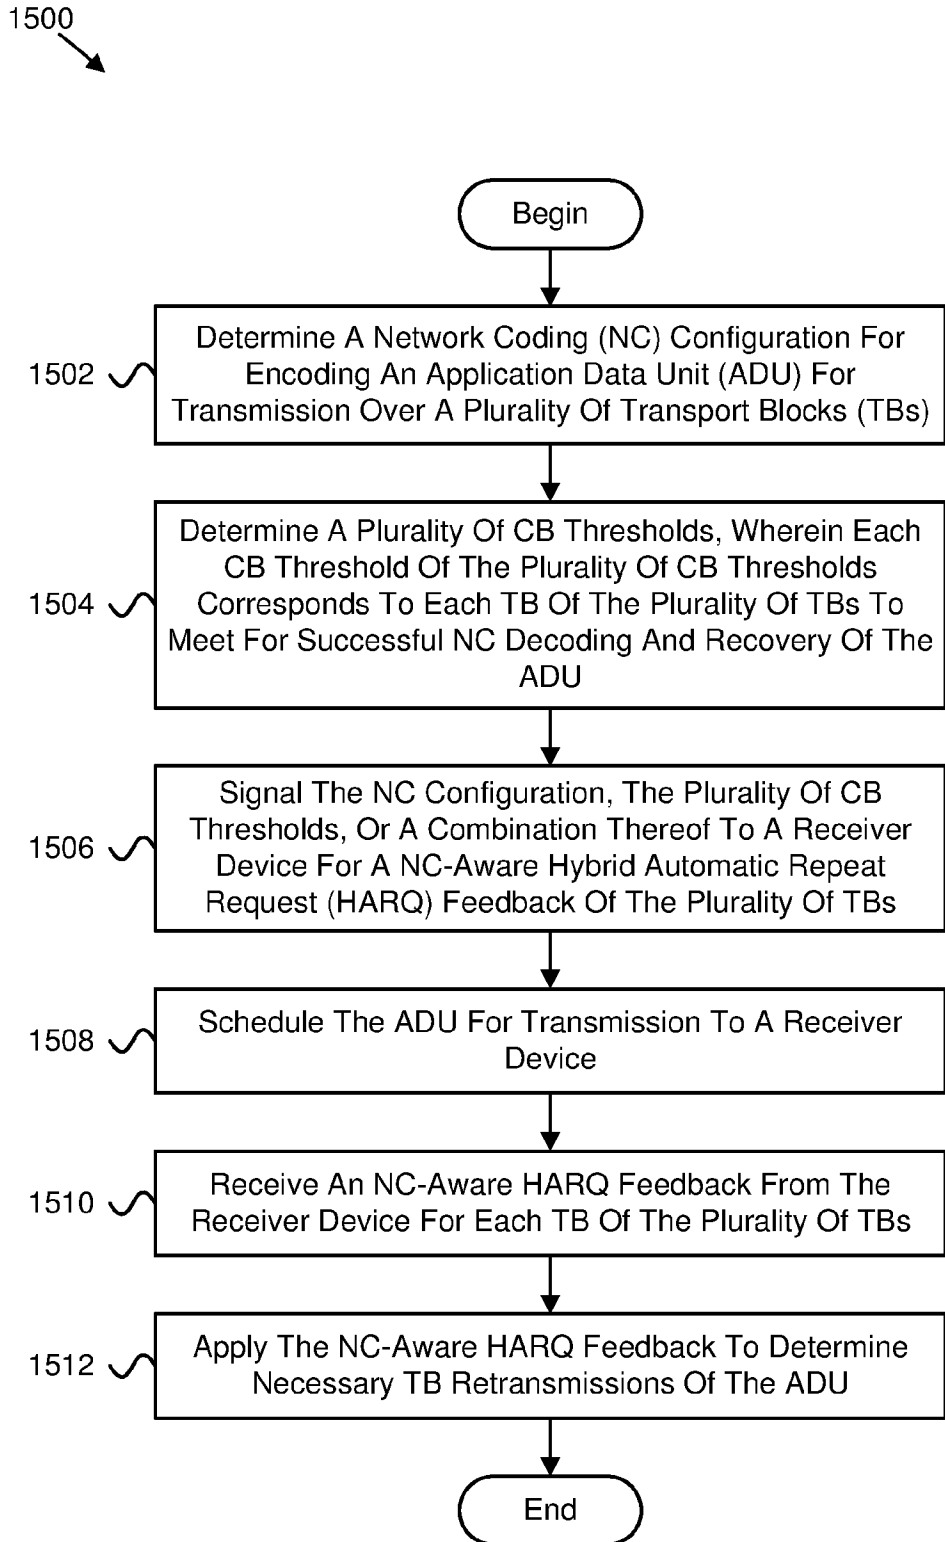 1500
Begin
1502
Determine A Network Coding (NC) Configuration For
Encoding An Application Data Unit (ADU) For
Transmission Over A Plurality Of Transport Blocks (TBs)
1504
Determine A Plurality Of CB Thresholds, Wherein Each
CB Threshold Of The Plurality Of CB Thresholds
Corresponds To Each TB Of The Plurality Of TBs To
Meet For Successful NC Decoding And Recovery Of The
ADU
1506
Signal The NC Configuration, The Plurality Of CB
Thresholds, Or A Combination Thereof To A Receiver
Device For A NC-Aware Hybrid Automatic Repeat
Request (HARQ) Feedback Of The Plurality Of TBs
1508
Schedule The ADU For Transmission To A Receiver
Device
1510
Receive An NC-Aware HARQ Feedback From The
Receiver Device For Each TB Of The Plurality Of TBs
1512
Apply The NC-Aware HARQ Feedback To Determine
Necessary TB Retransmissions Of The ADU
End